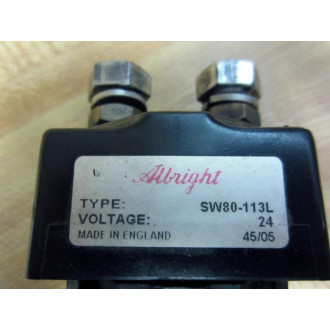 Albright
TYPE: SW80-113L
VOLTAGE: 24
MADE IN ENGLAND 45/05